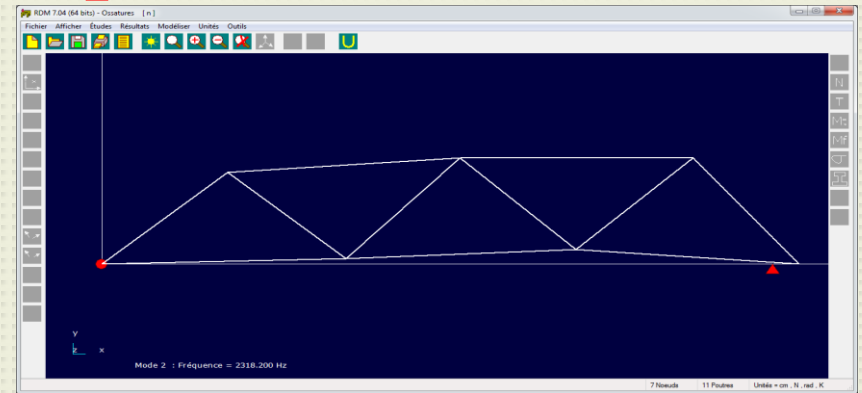 RDM 7.04 (64 bits) - Ossatures [ n ]
Fichier Afficher Études Résultats Modéliser Unités Outils
N
T
Mf
y
z x
Mode 2 : Fréquence = 2318.200 Hz
7 Noeuds 11 Poutres Unités = cm , N , rad , K